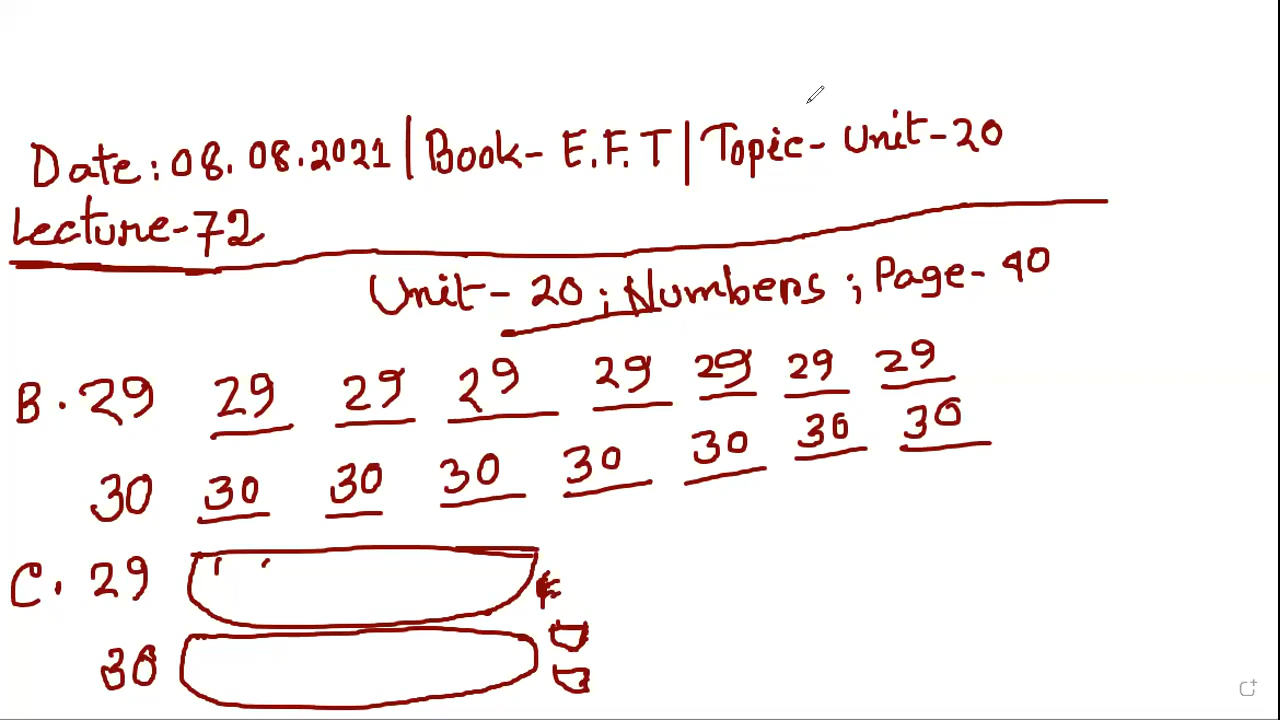 Date: 08.08.2021 | Book- E.F.T | Topic- Unit-20
Lecture-72
Unit- 20 ; Numbers ; Page- 40
B. 29 29 29 29 29 29 29 29
30 30 30 30 30 30 30 30
C. 29
30